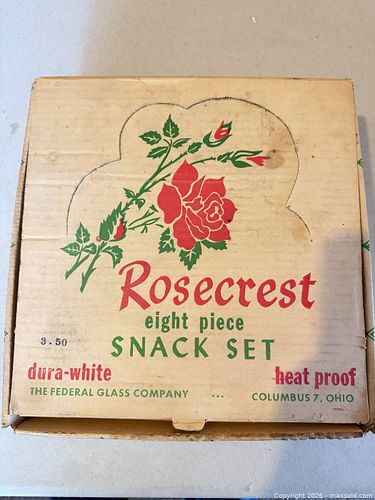 Rosecrest
eight piece
3.50
SNACK SET
dura-white heat proof
THE FEDERAL GLASS COMPANY ... COLUMBUS 7, OHIO
Copyright 2026 - maxsold.com